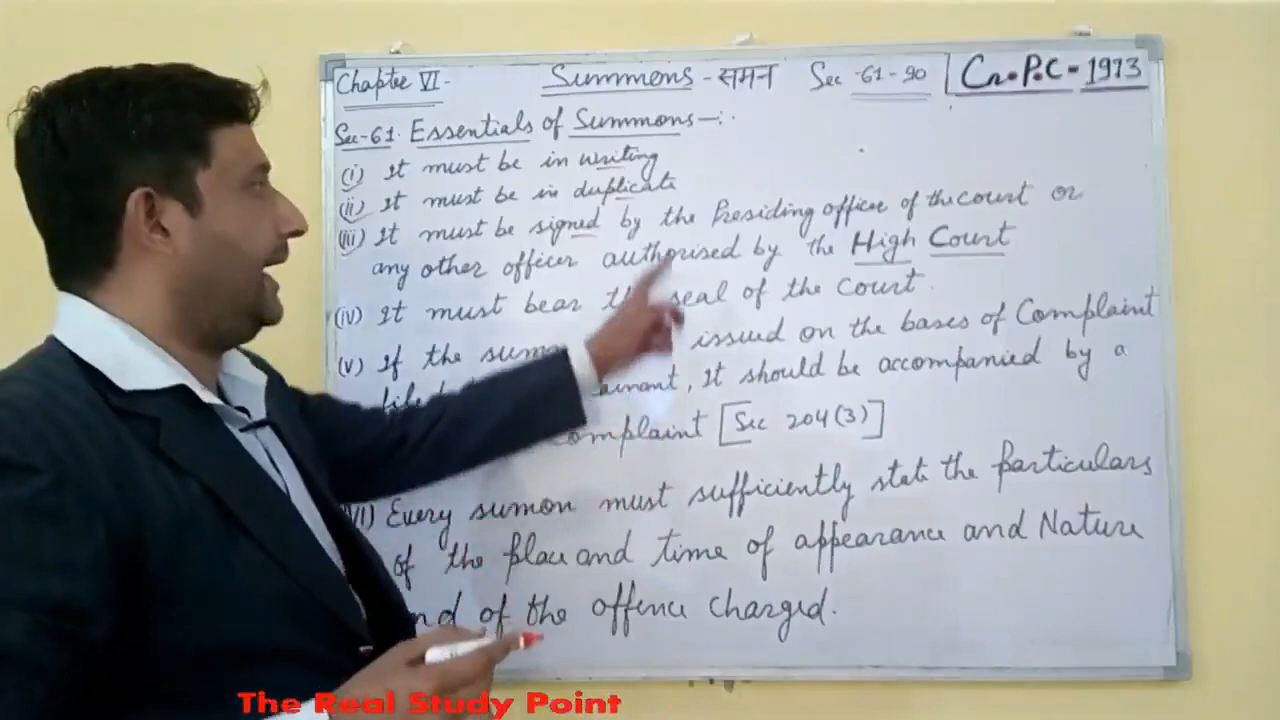 Chapter VI- Summons - समन Sec -61-90 Cr.P.C- 1973
Sec-61. Essentials of Summons-:.
(i) It must be in writing
(ii) It must be in duplicate
(iii) It must be signed by the Presiding officer of the court or
any other officer authorised by the High Court
(iv) It must bear the seal of the Court.
(v) If the sumon issued on the bases of Complaint
filed , It should be accompanied by a
Complaint [Sec 204(3)]
(VI) Every sumon must sufficiently state the particulars
of the place and time of appearance and Nature
of the offence charged.
The Real Study Point